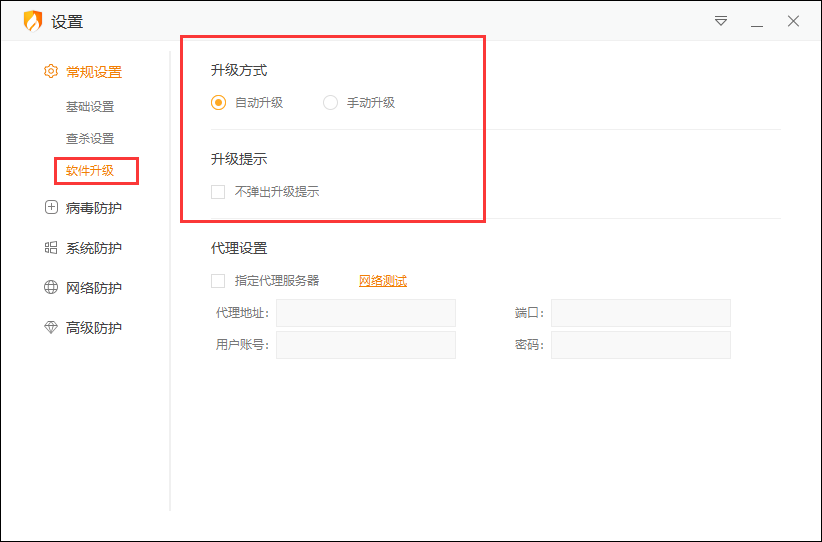 设置
常规设置
基础设置
查杀设置
软件升级
病毒防护
系统防护
网络防护
高级防护
升级方式
自动升级 手动升级
升级提示
不弹出升级提示
代理设置
指定代理服务器 网络测试
代理地址: 端口:
用户账号: 密码: